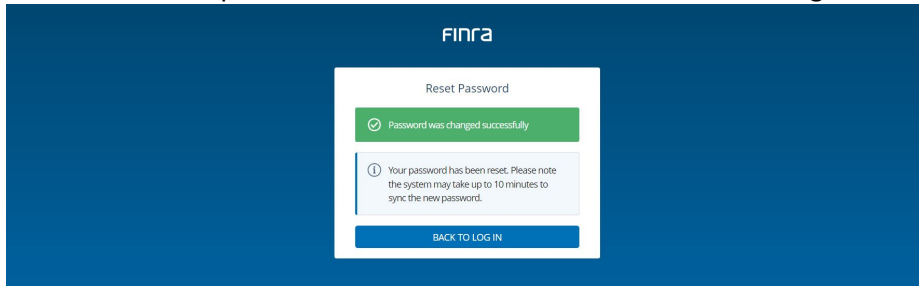 FINRA
Reset Password
Password was changed successfully
Your password has been reset. Please note
the system may take up to 10 minutes to
sync the new password.
BACK TO LOG IN